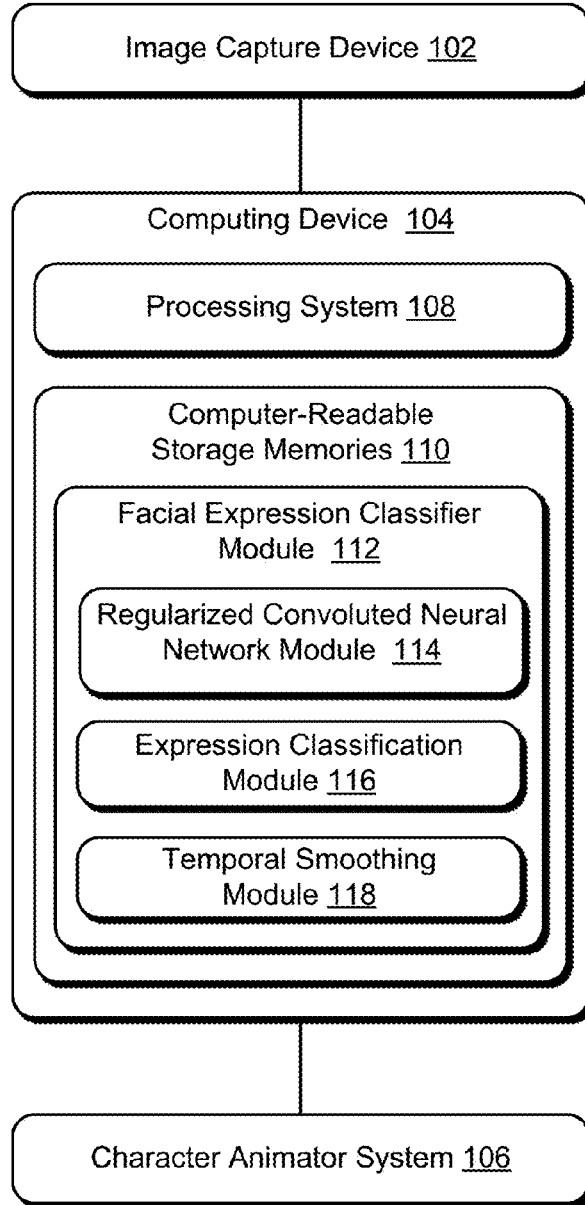 Image Capture Device 102
Computing Device 104
Processing System 108
Computer-Readable
Storage Memories 110
Facial Expression Classifier
Module 112
Regularized Convoluted Neural
Network Module 114
Expression Classification
Module 116
Temporal Smoothing
Module 118
Character Animator System 106